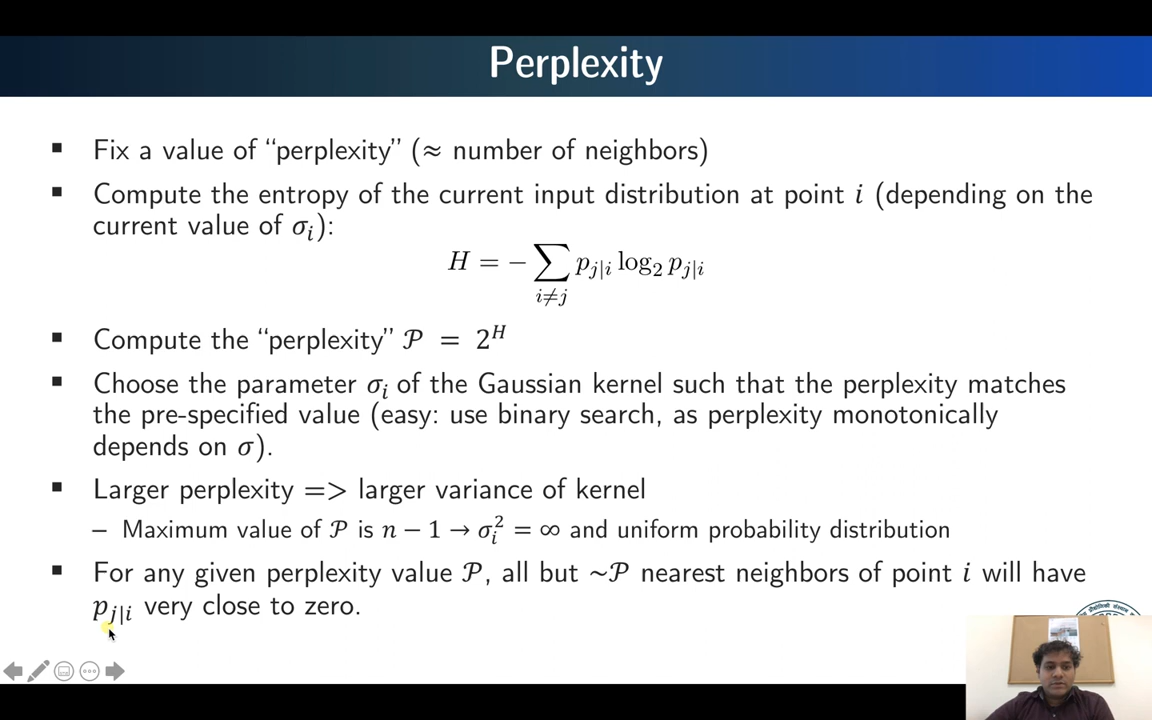 Perplexity
▪ Fix a value of “perplexity” (≈ number of neighbors)
▪ Compute the entropy of the current input distribution at point i (depending on the
current value of σᵢ):
H = − ∑ p_{j|i} log₂ p_{j|i}
i≠j
▪ Compute the “perplexity” 𝒫 = 2^H
▪ Choose the parameter σᵢ of the Gaussian kernel such that the perplexity matches
the pre-specified value (easy: use binary search, as perplexity monotonically
depends on σ).
▪ Larger perplexity => larger variance of kernel
– Maximum value of 𝒫 is n − 1 → σᵢ² = ∞ and uniform probability distribution
▪ For any given perplexity value 𝒫, all but ~𝒫 nearest neighbors of point i will have
p_{j|i} very close to zero.